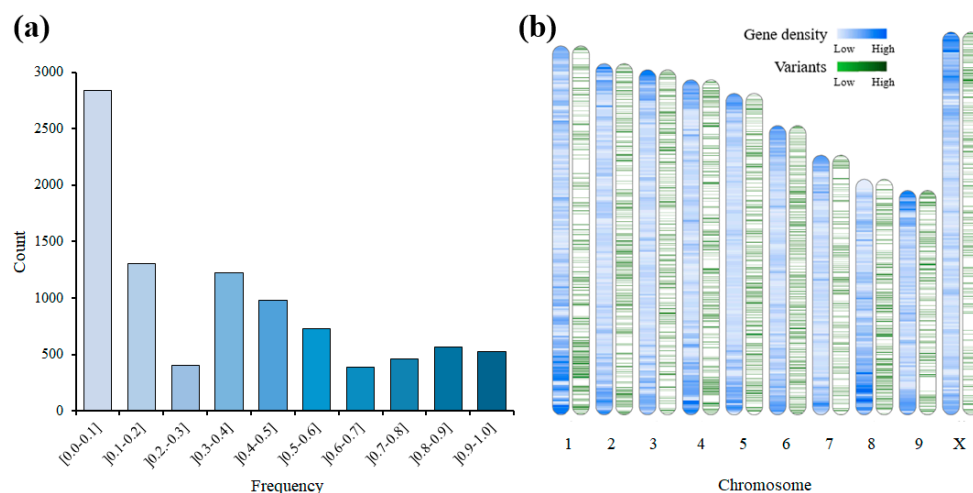 (a)
3000
2500
2000
1500
1000
500
0
Count
]0.0-0.1]
]0.1-0.2]
]0.2.-0.3]
]0.3-0.4]
]0.4-0.5]
]0.5-0.6]
]0.6-0.7]
]0.7-0.8]
]0.8-0.9]
]0.9-1.0]
Frequency
(b)
Gene density
Low High
Variants
Low High
1 2 3 4 5 6 7 8 9 X
Chromosome